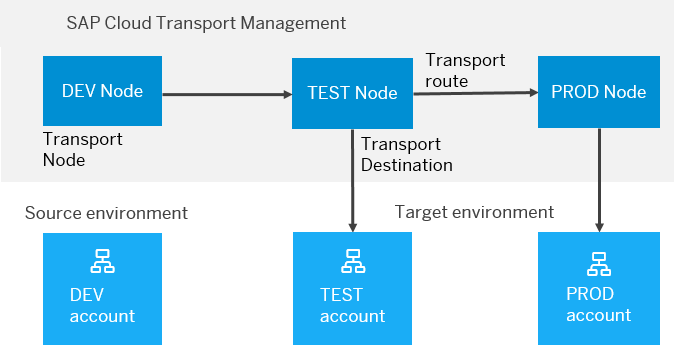 SAP Cloud Transport Management
DEV Node
TEST Node
Transport
route
PROD Node
Transport
Node
Transport
Destination
Source environment
Target environment
DEV
account
TEST
account
PROD
account